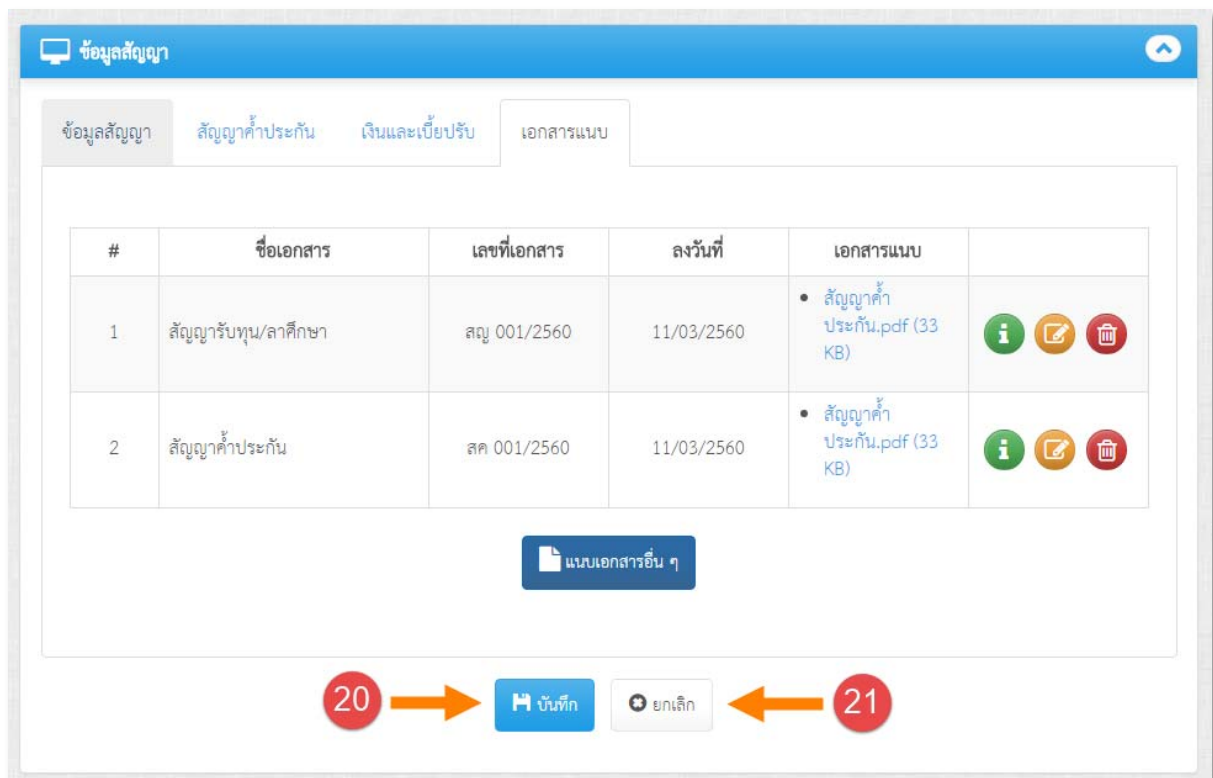 ข้อมูลสัญญา
ข้อมูลสัญญา สัญญาค้ำประกัน เงินและเบี้ยปรับ เอกสารแนบ
# ชื่อเอกสาร เลขที่เอกสาร ลงวันที่ เอกสารแนบ
1 สัญญารับทุน/ลาศึกษา สญ 001/2560 11/03/2560
สัญญาค้ำ
ประกัน.pdf (33
KB)
2 สัญญาค้ำประกัน สค 001/2560 11/03/2560
สัญญาค้ำ
ประกัน.pdf (33
KB)
แนบเอกสารอื่น ๆ
20 บันทึก ยกเลิก 21